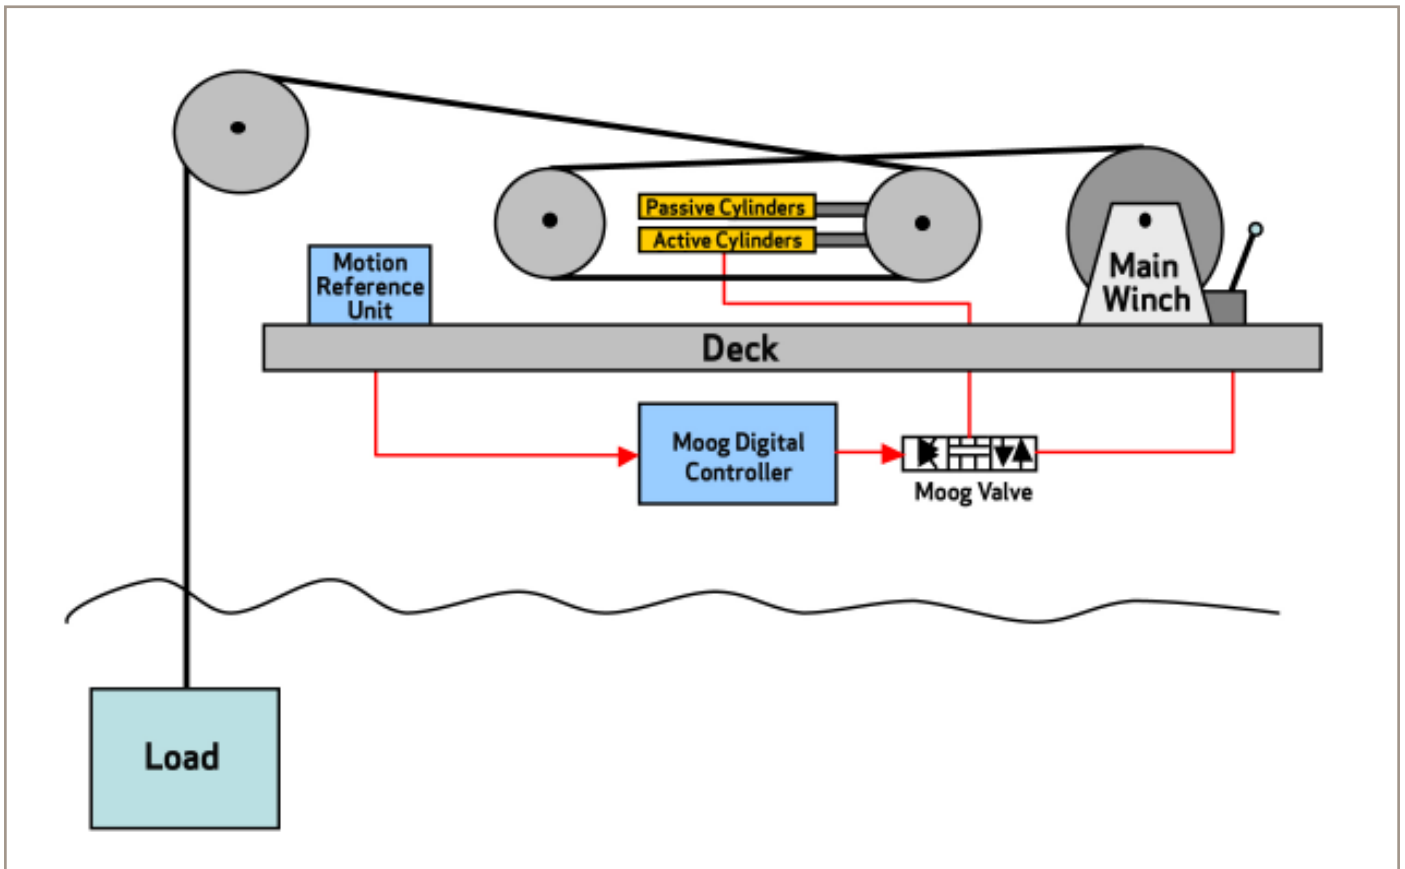 Passive Cylinders
Active Cylinders
Motion
Reference
Unit
Main
Winch
Deck
Moog Digital
Controller
Moog Valve
Load